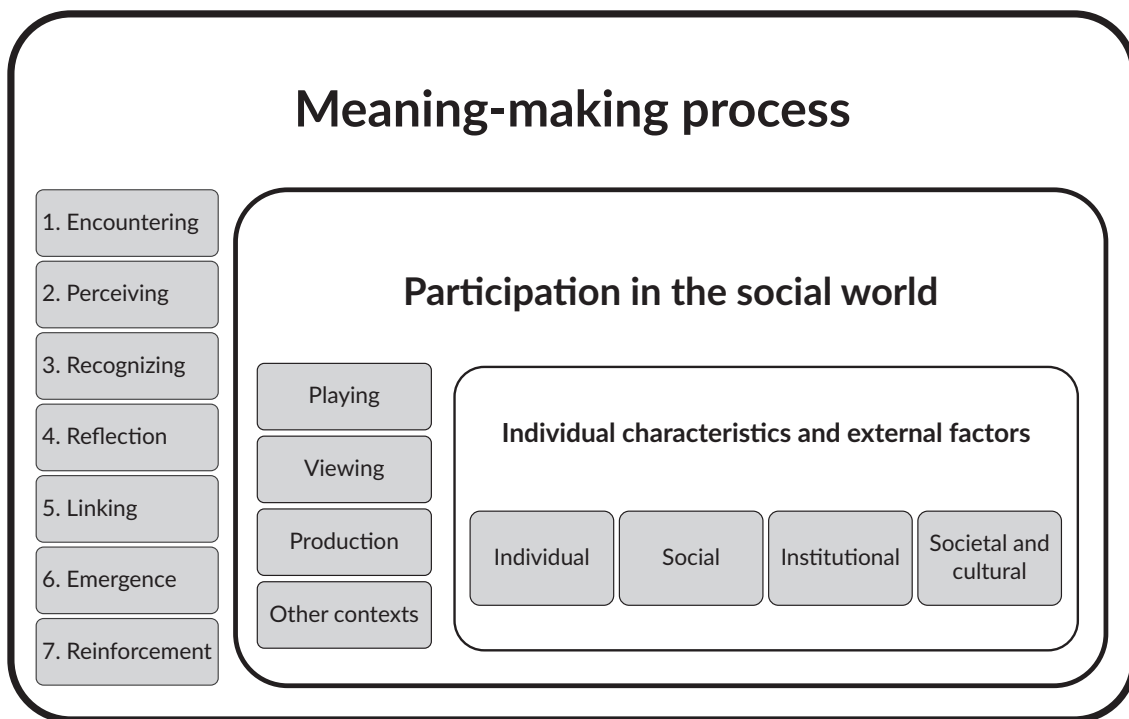 Meaning-making process
1. Encountering
2. Perceiving
3. Recognizing
4. Reflection
5. Linking
6. Emergence
7. Reinforcement
Participation in the social world
Playing
Viewing
Production
Other contexts
Individual characteristics and external factors
Individual
Social
Institutional
Societal and
cultural